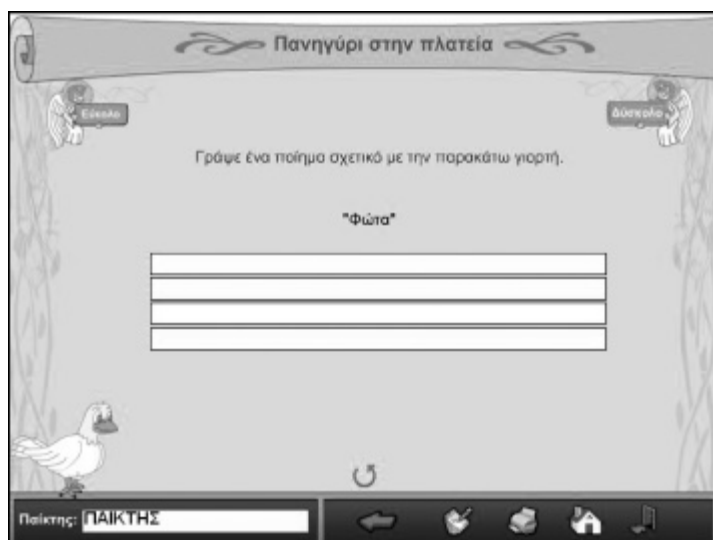 Πανηγύρι στην πλατεία
Εύκολο
Δύσκολο
Γράψε ένα ποίημα σχετικό με την παρακάτω γιορτή.
"Φώτα"
Παίκτης: ΠΑΙΚΤΗΣ